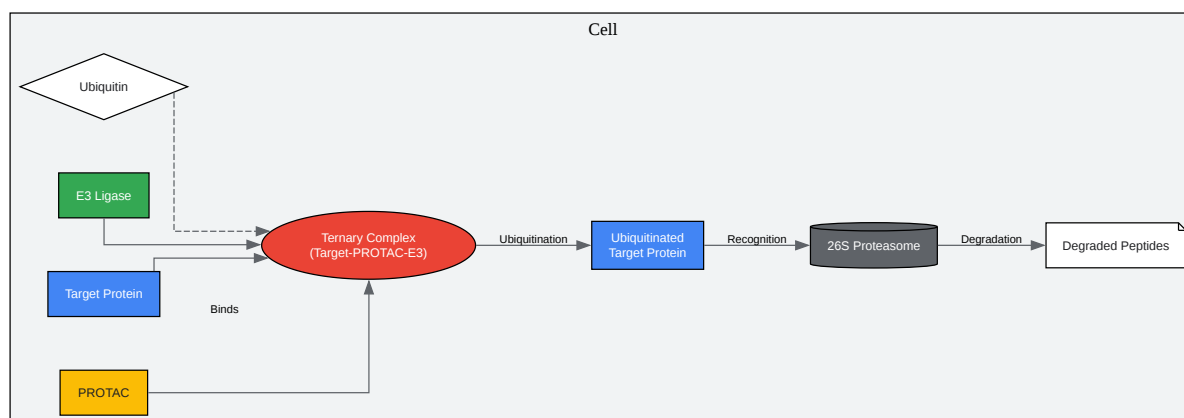 Cell
Ubiquitin
E3 Ligase
Target Protein
Binds
PROTAC
Ternary Complex
(Target-PROTAC-E3)
Ubiquitination
Ubiquitinated
Target Protein
Recognition
26S Proteasome
Degradation
Degraded Peptides